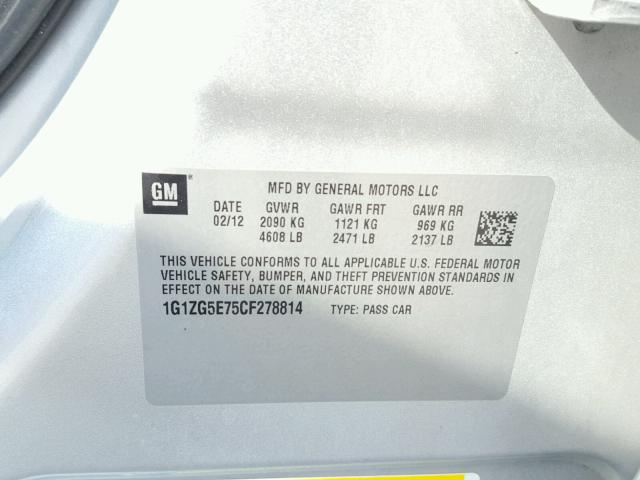 GM ®
MFD BY GENERAL MOTORS LLC
DATE GVWR GAWR FRT GAWR RR
02/12 2090 KG 1121 KG 969 KG
4608 LB 2471 LB 2137 LB
THIS VEHICLE CONFORMS TO ALL APPLICABLE U.S. FEDERAL MOTOR
VEHICLE SAFETY, BUMPER, AND THEFT PREVENTION STANDARDS IN
EFFECT ON THE DATE OF MANUFACTURE SHOWN ABOVE.
1G1ZG5E75CF278814 TYPE: PASS CAR